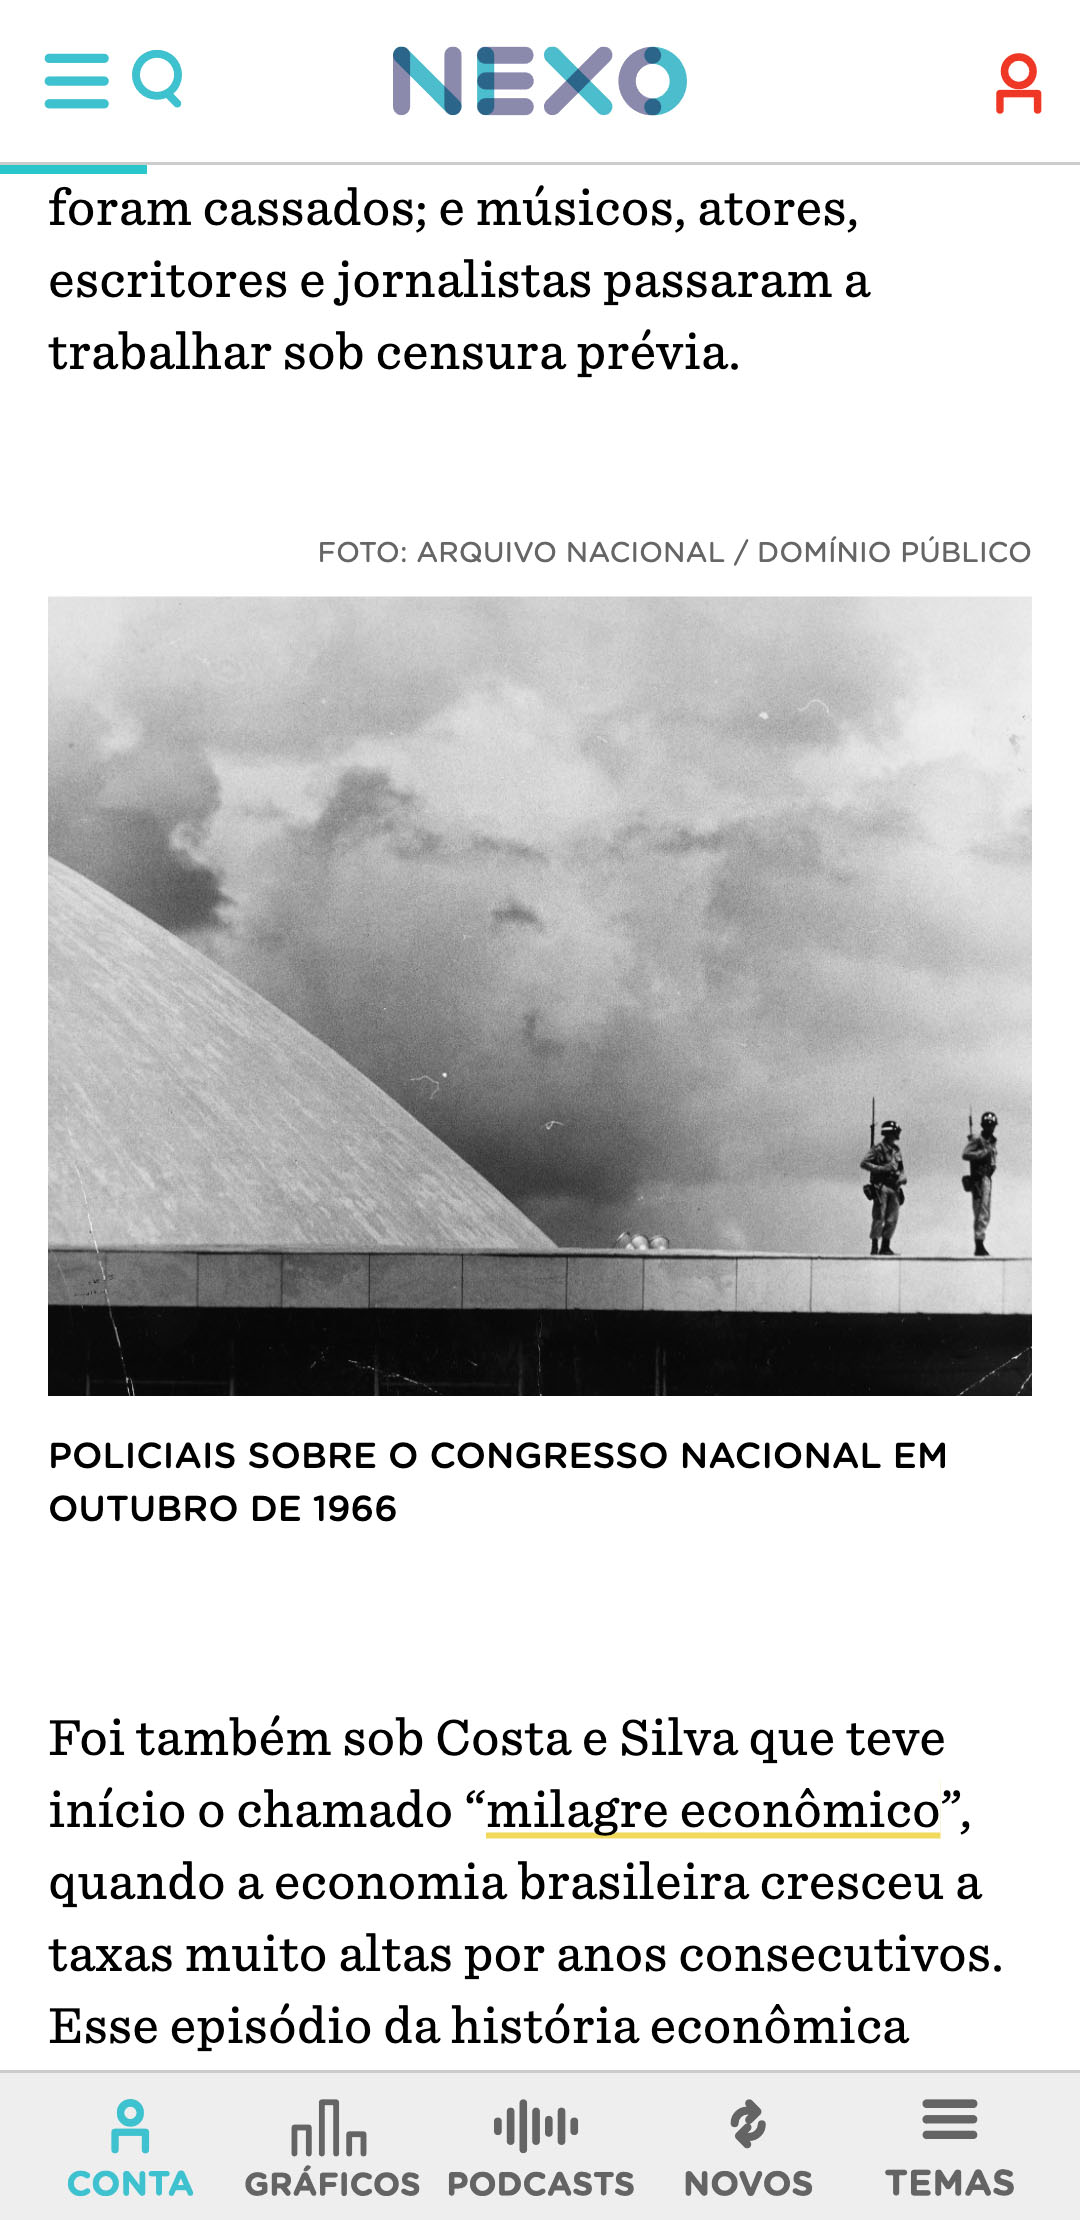 NEXO
foram cassados; e músicos, atores,
escritores e jornalistas passaram a
trabalhar sob censura prévia.
FOTO: ARQUIVO NACIONAL / DOMÍNIO PÚBLICO
POLICIAIS SOBRE O CONGRESSO NACIONAL EM
OUTUBRO DE 1966
Foi também sob Costa e Silva que teve
início o chamado “milagre econômico”,
quando a economia brasileira cresceu a
taxas muito altas por anos consecutivos.
Esse episódio da história econômica
CONTA GRÁFICOS PODCASTS NOVOS TEMAS